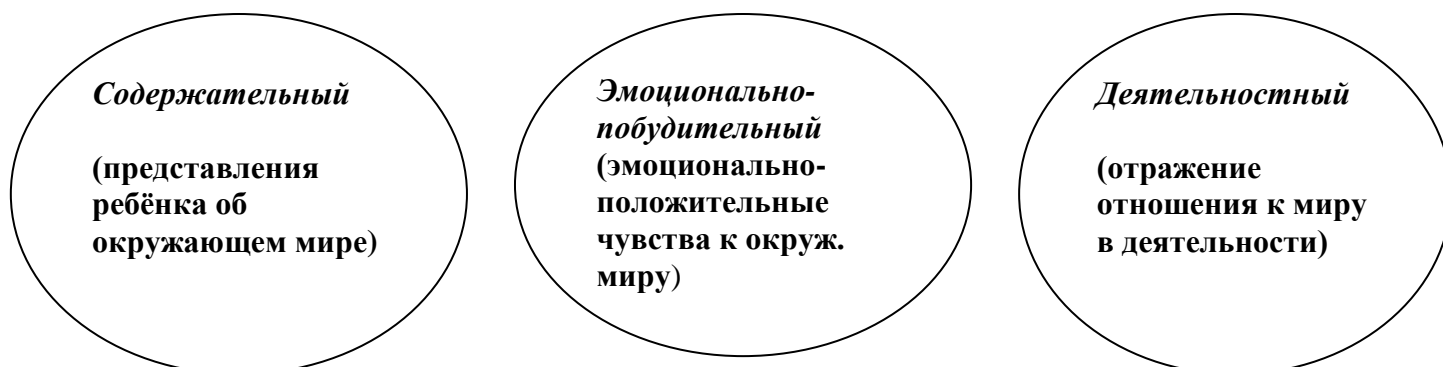 Содержательный
(представления
ребёнка об
окружающем мире)
Эмоционально-
побудительный
(эмоционально-
положительные
чувства к окруж.
миру)
Деятельностный
(отражение
отношения к миру
в деятельности)